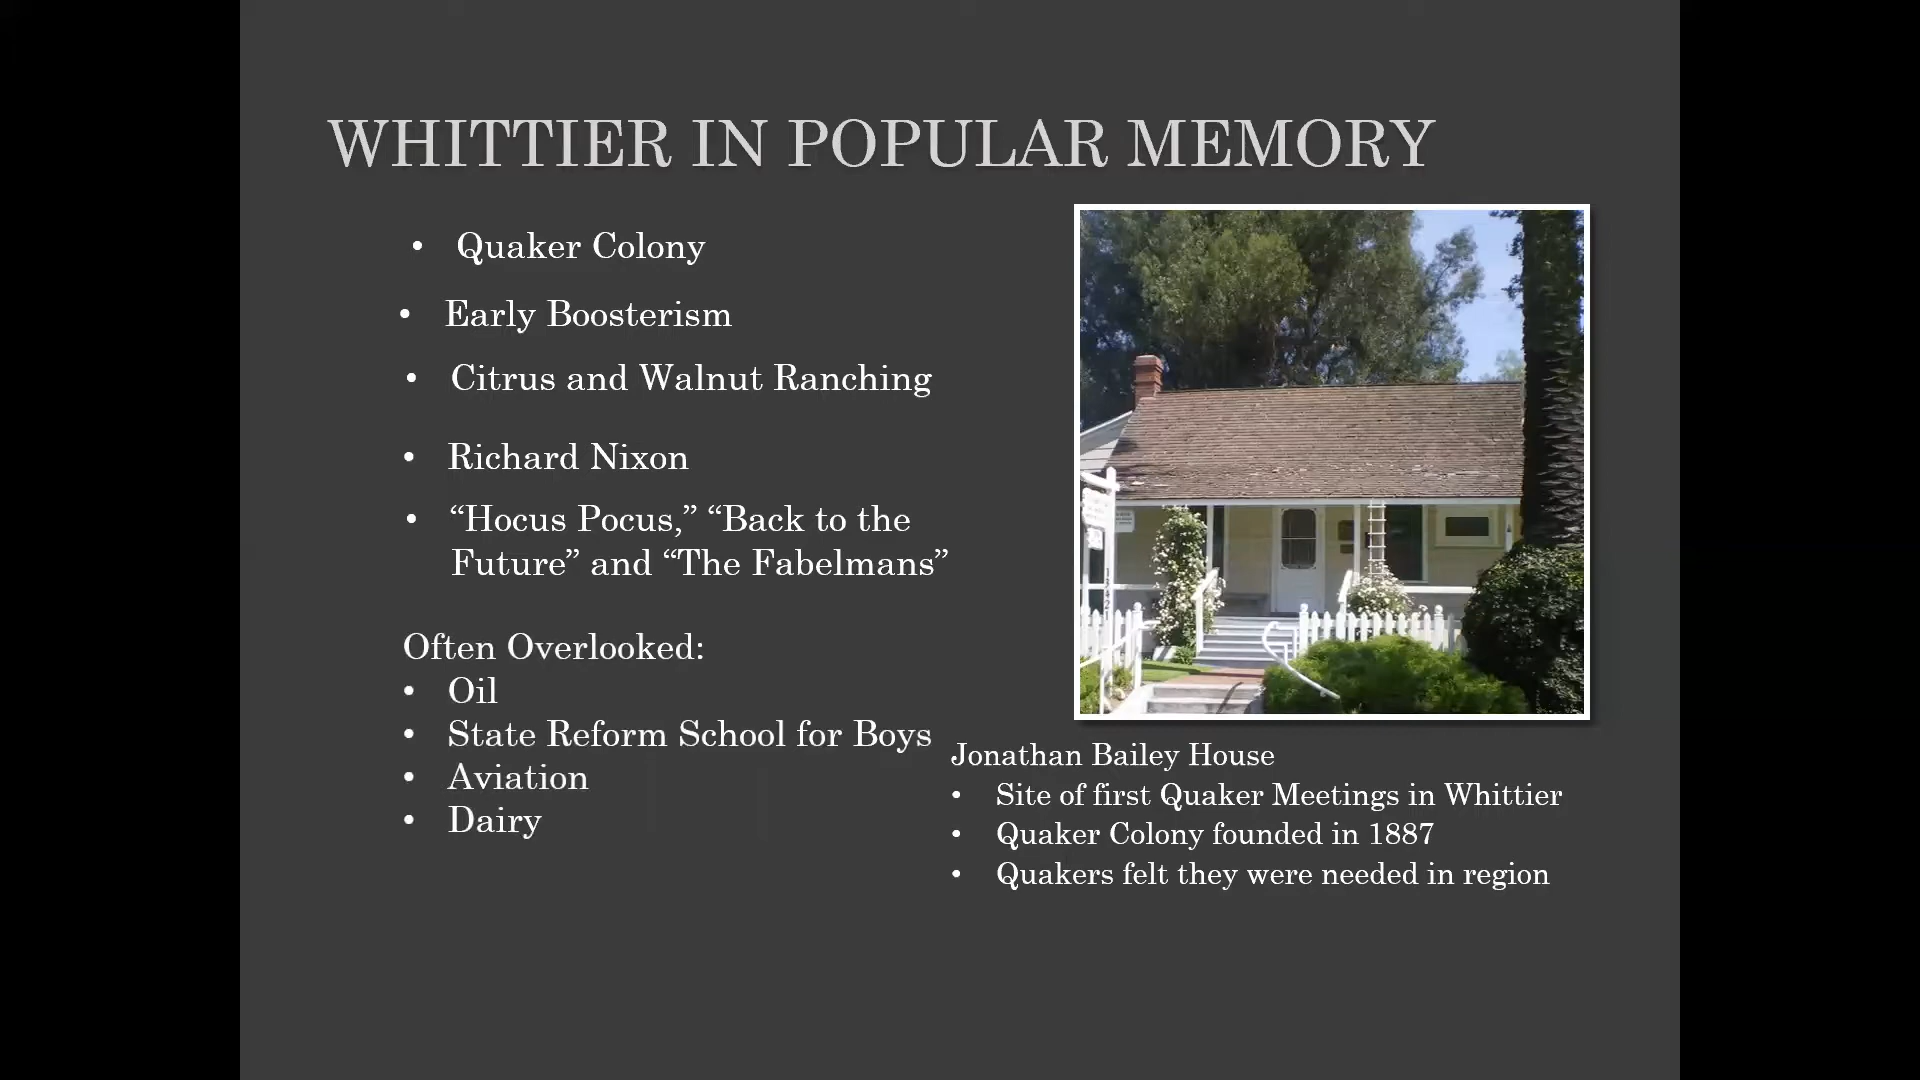 WHITTIER IN POPULAR MEMORY
• Quaker Colony
• Early Boosterism
• Citrus and Walnut Ranching
• Richard Nixon
• “Hocus Pocus,” “Back to the
Future” and “The Fabelmans”
Often Overlooked:
• Oil
• State Reform School for Boys
• Aviation
• Dairy
Jonathan Bailey House
• Site of first Quaker Meetings in Whittier
• Quaker Colony founded in 1887
• Quakers felt they were needed in region